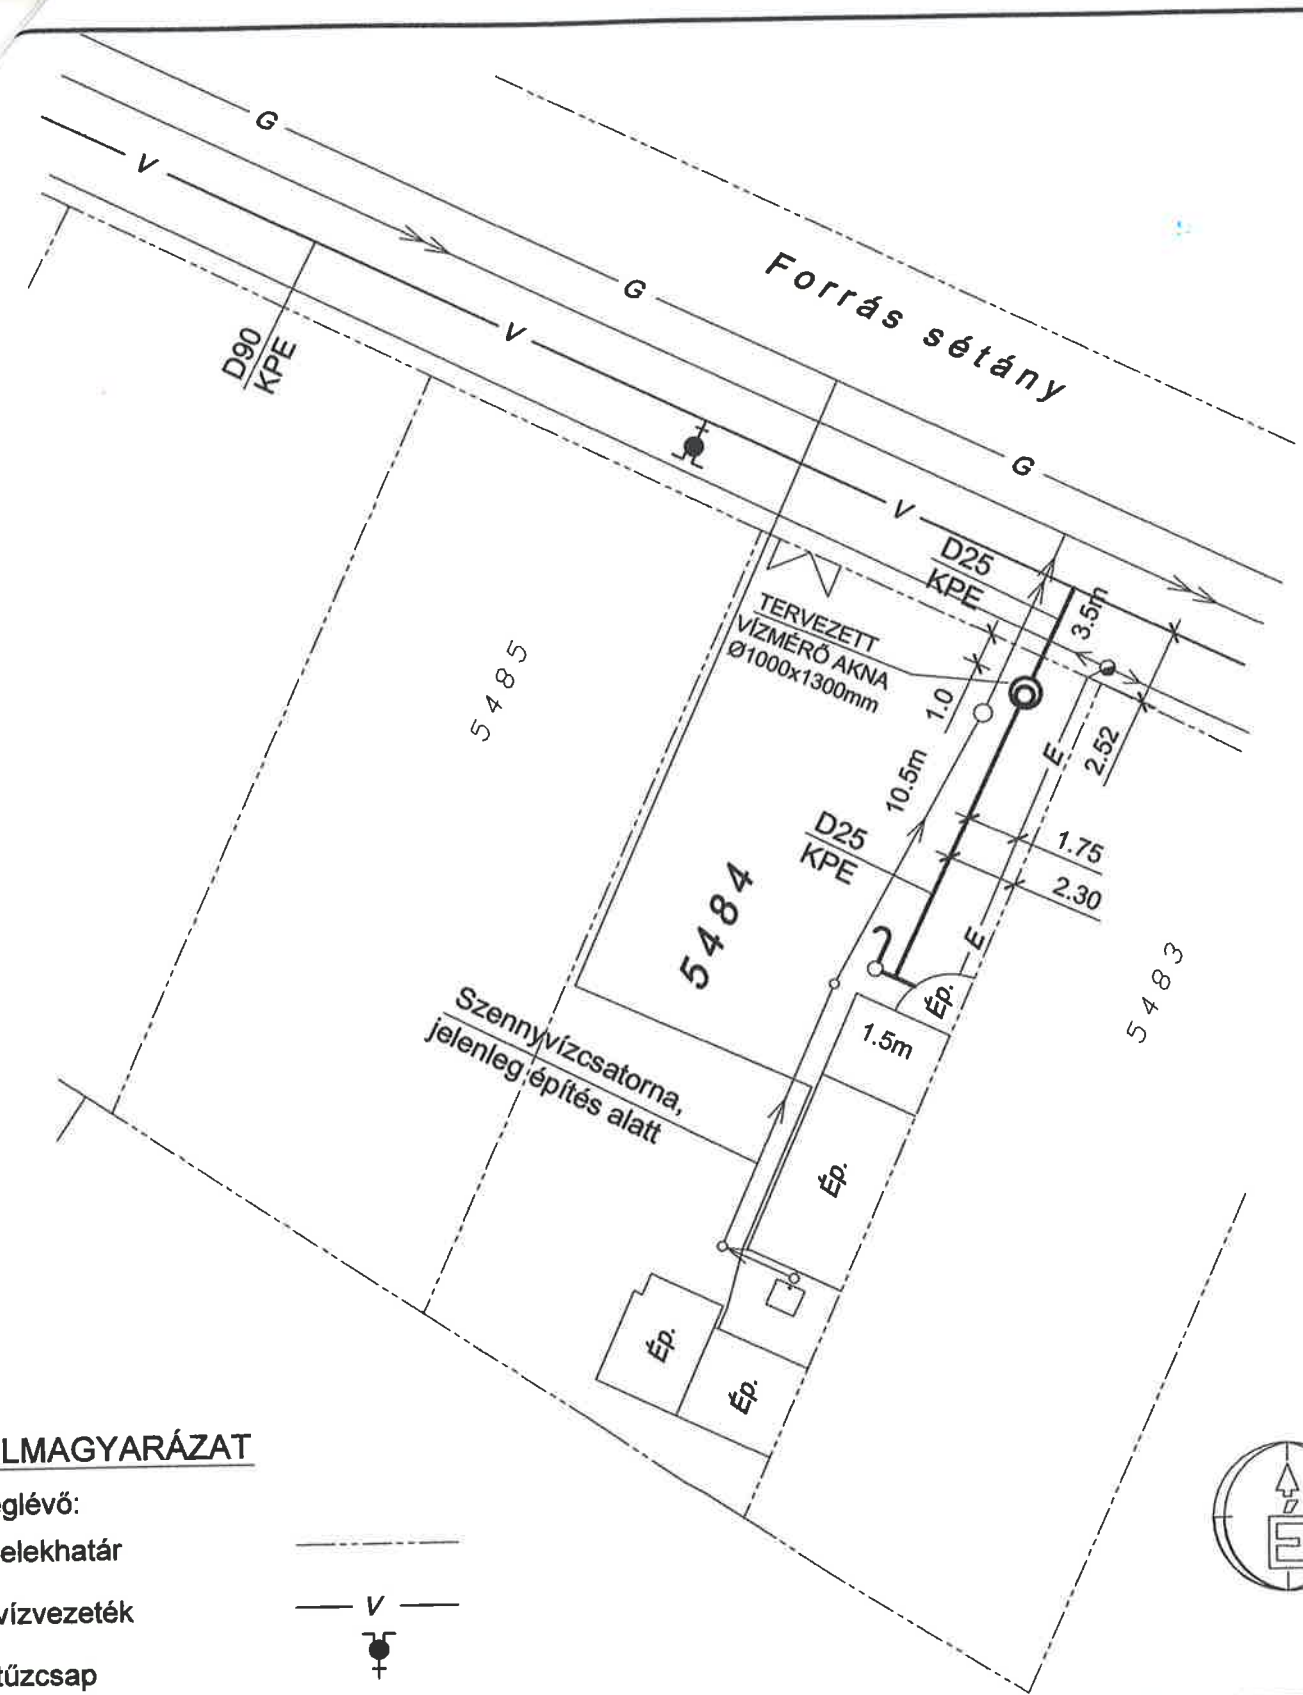 G
V
Forrás sétány
G
V
D90
KPE
G
V
D25
KPE
3.5m
TERVEZETT
VÍZMÉRŐ AKNA
Ø1000x1300mm
1.0
5485
E
2.52
10.5m
D25
KPE
1.75
2.30
5484
E
5483
Ép.
1.5m
Szennyvízcsatorna,
jelenleg építés alatt
Ép.
Ép.
Ép.
LMAGYARÁZAT
glévő:
elekhatár
vízvezeték
V
tűzcsap
É